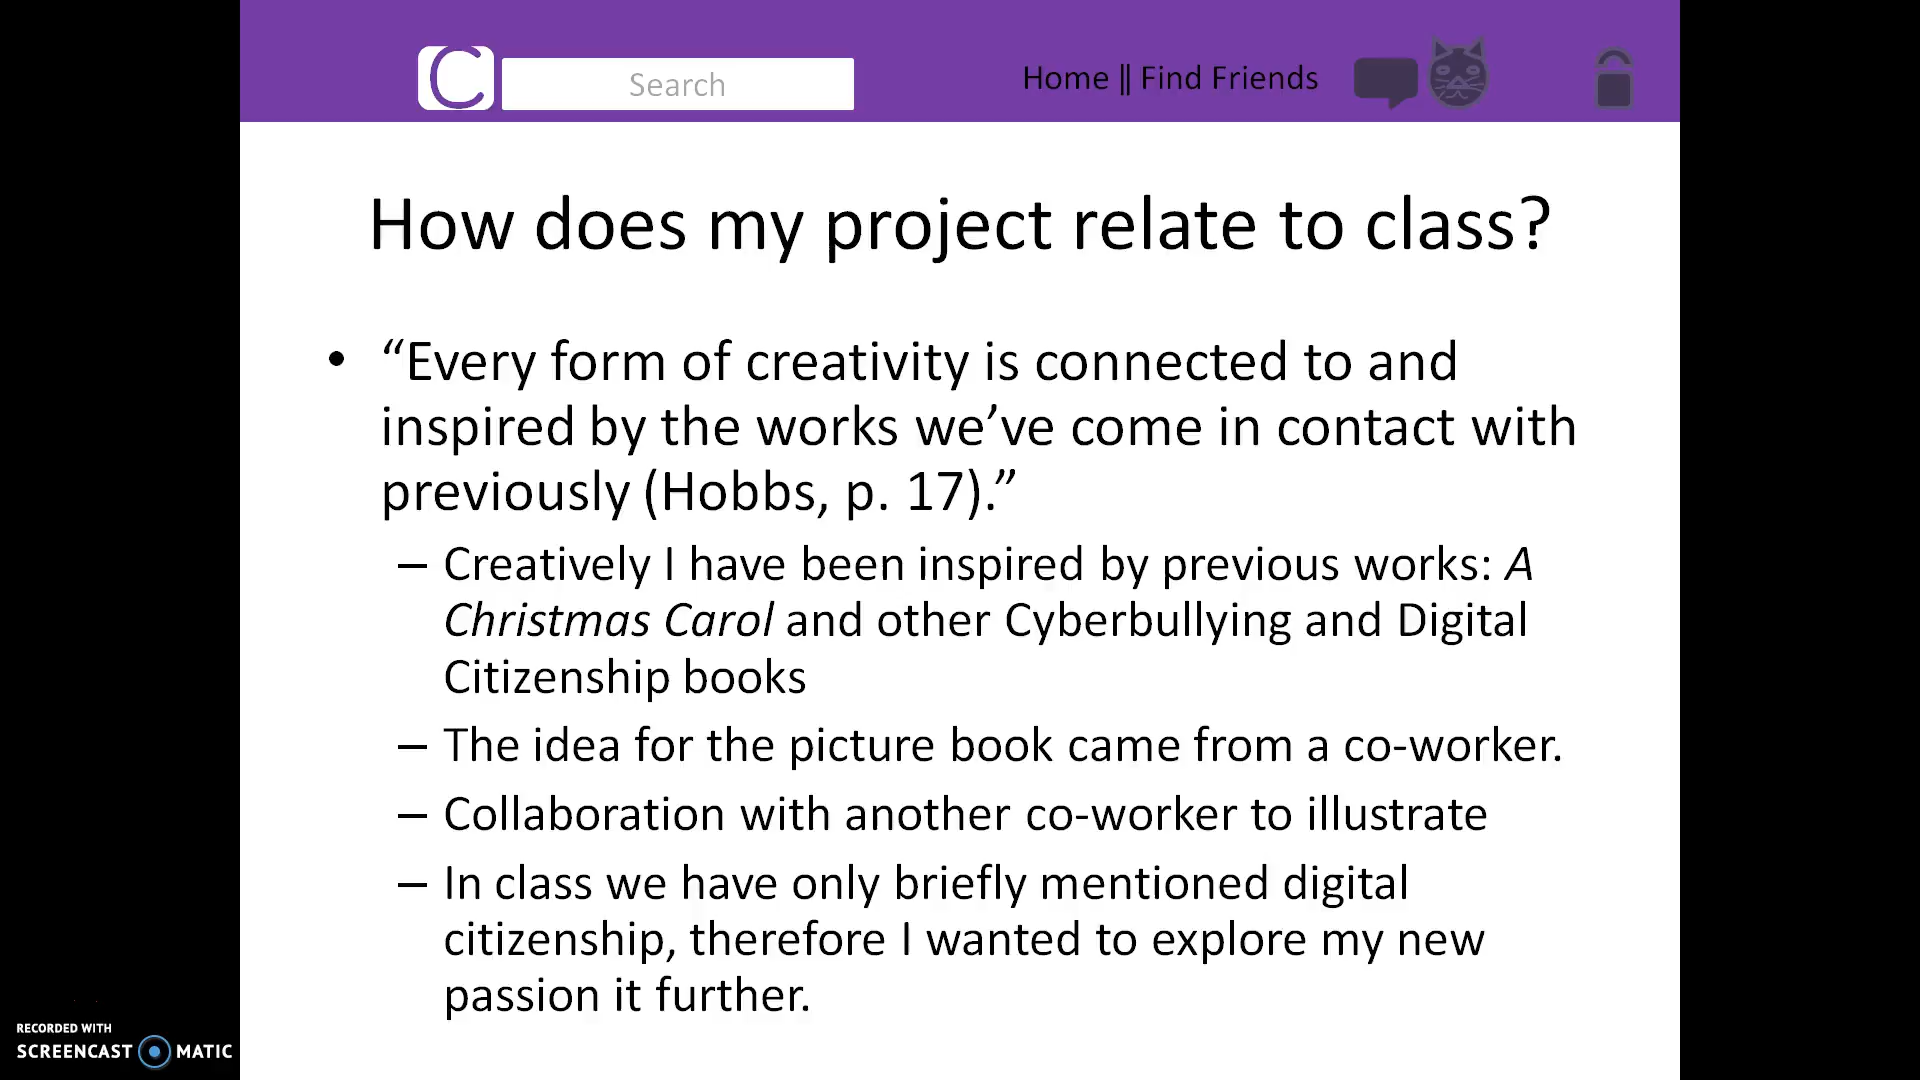 C
Search
Home || Find Friends
How does my project relate to class?
• “Every form of creativity is connected to and
inspired by the works we’ve come in contact with
previously (Hobbs, p. 17).”
– Creatively I have been inspired by previous works: A
Christmas Carol and other Cyberbullying and Digital
Citizenship books
– The idea for the picture book came from a co-worker.
– Collaboration with another co-worker to illustrate
– In class we have only briefly mentioned digital
citizenship, therefore I wanted to explore my new
passion it further.
RECORDED WITH
SCREENCAST MATIC